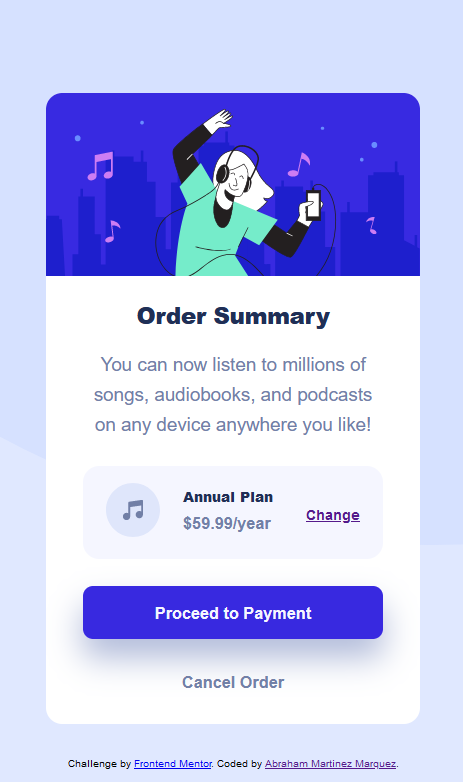 Order Summary
You can now listen to millions of
songs, audiobooks, and podcasts
on any device anywhere you like!
Annual Plan
$59.99/year
Change
Proceed to Payment
Cancel Order
Challenge by Frontend Mentor. Coded by Abraham Martinez Marquez.